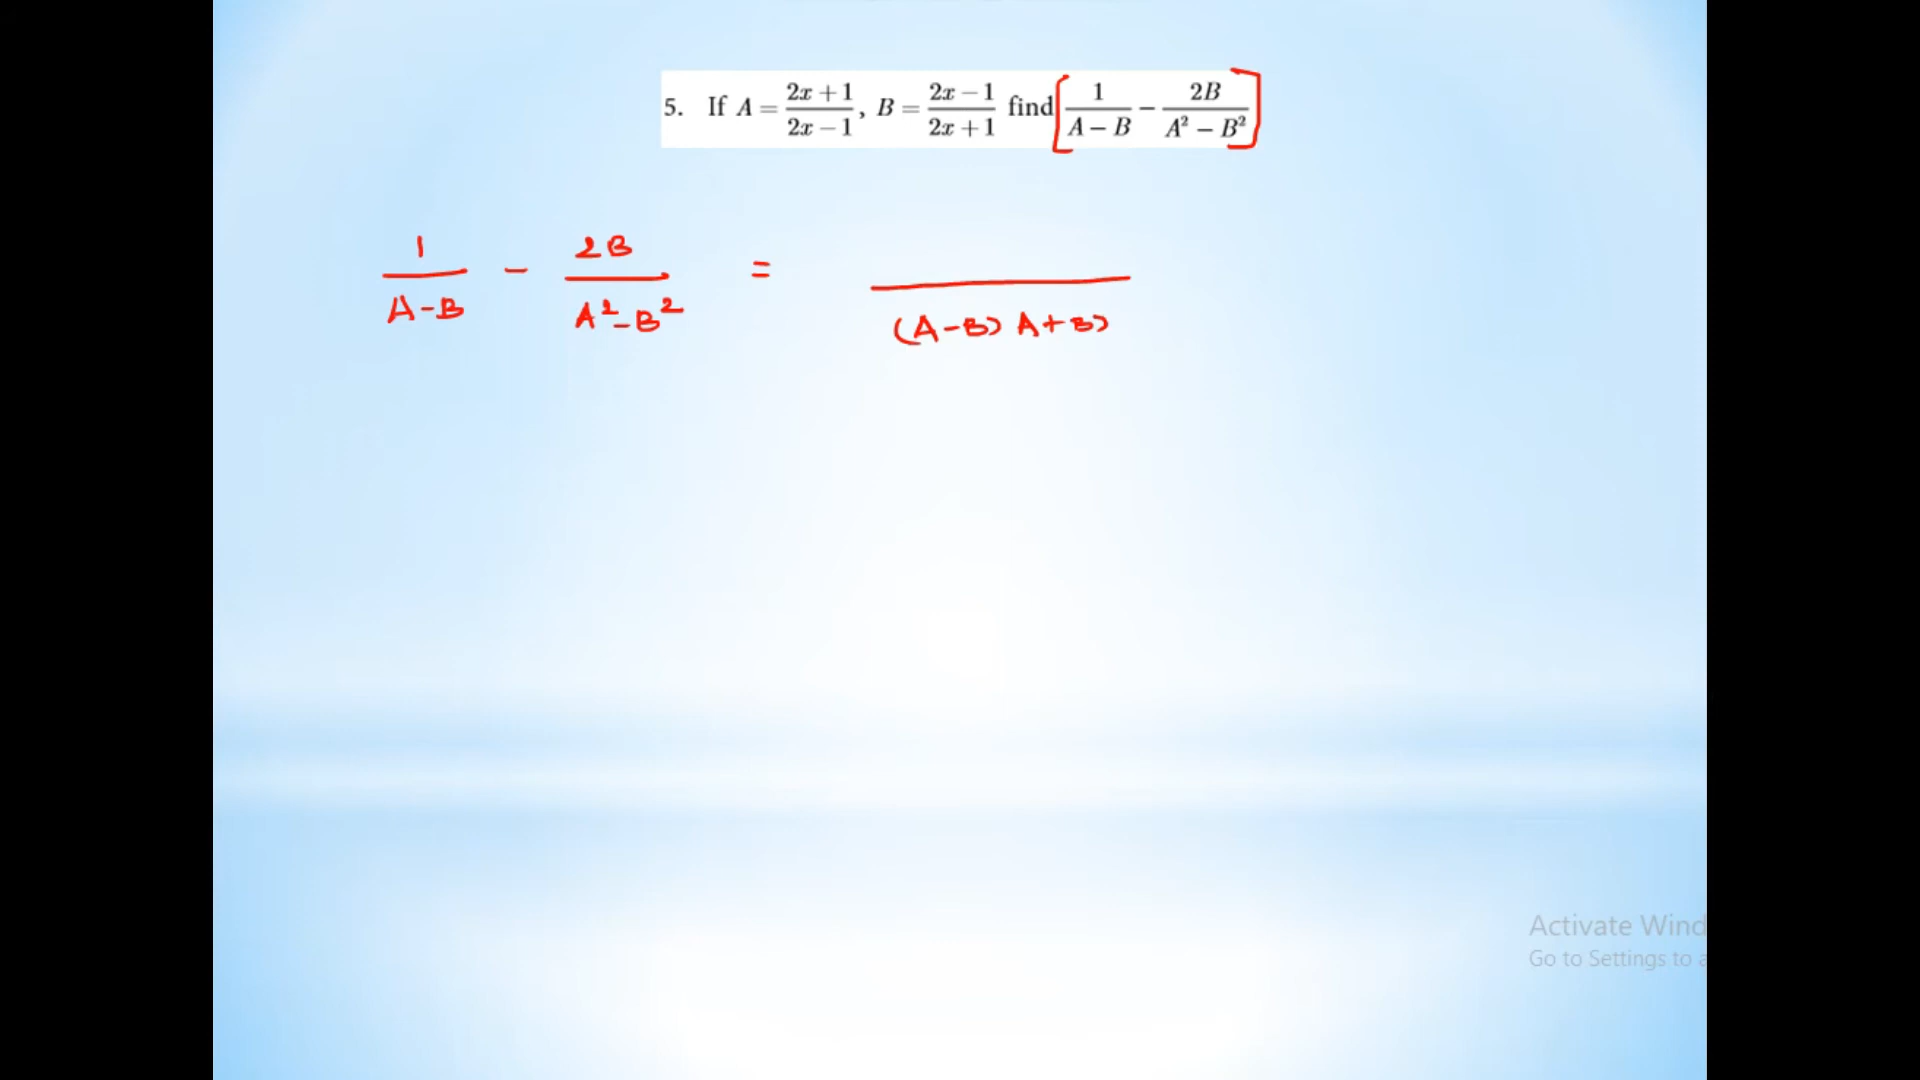 5. If A = (2x + 1)/(2x − 1), B = (2x − 1)/(2x + 1) find [1/(A − B) − 2B/(A² − B²)]
1/(A-B) - 2B/(A²-B²) = /(A-B) A+B)
Activate Wind
Go to Settings to a